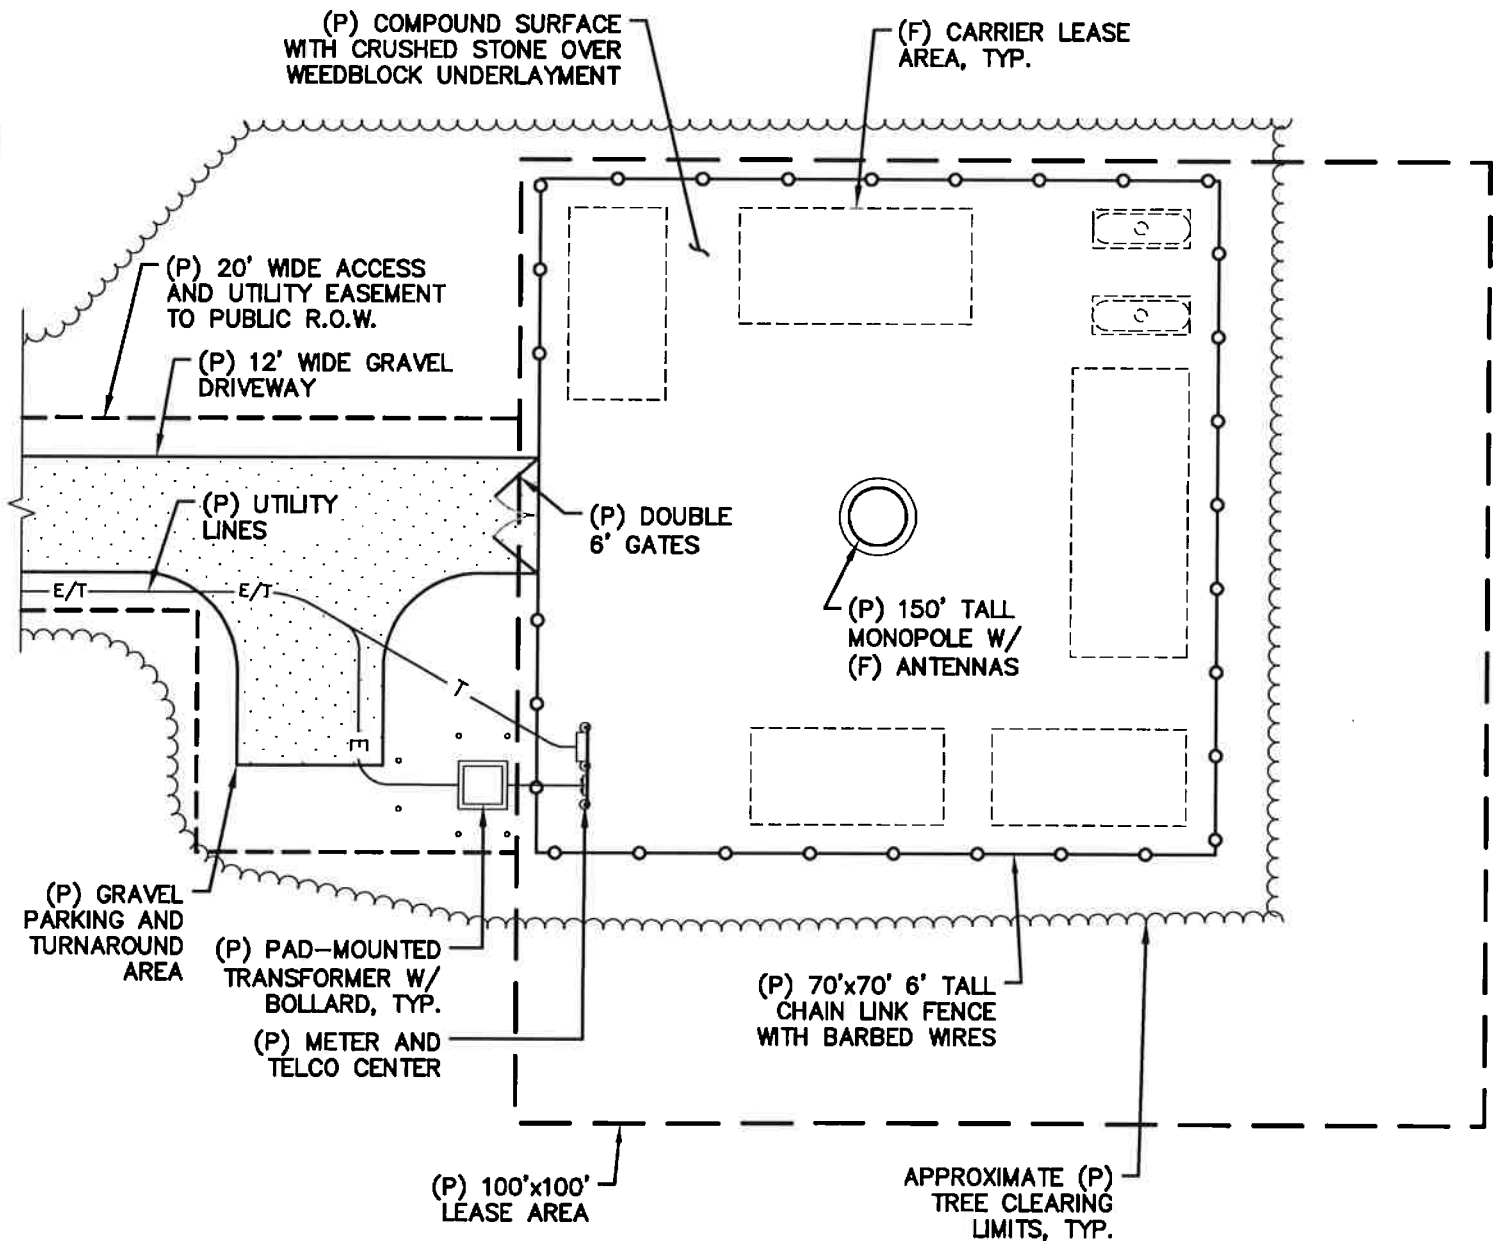 (P) COMPOUND SURFACE
WITH CRUSHED STONE OVER
WEEDBLOCK UNDERLAYMENT
(F) CARRIER LEASE
AREA, TYP.
(P) 20' WIDE ACCESS
AND UTILITY EASEMENT
TO PUBLIC R.O.W.
(P) 12' WIDE GRAVEL
DRIVEWAY
(P) UTILITY
LINES
(P) DOUBLE
6' GATES
E/T
E/T
(P) 150' TALL
MONOPOLE W/
(F) ANTENNAS
T
E
(P) GRAVEL
PARKING AND
TURNAROUND
AREA
(P) PAD-MOUNTED
TRANSFORMER W/
BOLLARD, TYP.
(P) METER AND
TELCO CENTER
(P) 70'x70' 6' TALL
CHAIN LINK FENCE
WITH BARBED WIRES
(P) 100'x100'
LEASE AREA
APPROXIMATE (P)
TREE CLEARING
LIMITS, TYP.